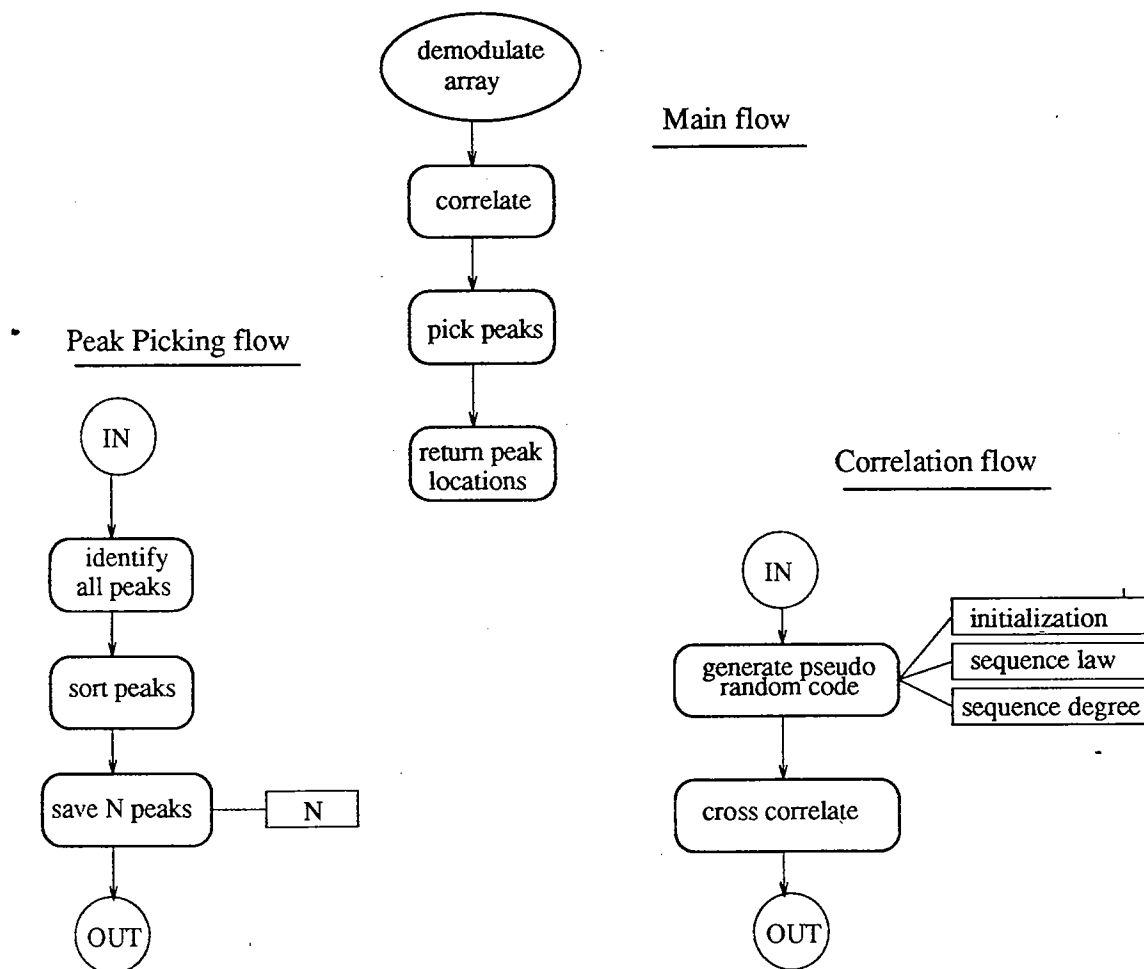 demodulate
array
Main flow
correlate
pick peaks
return peak
locations
Peak Picking flow
IN
identify
all peaks
sort peaks
save N peaks
N
OUT
Correlation flow
IN
generate pseudo
random code
initialization
sequence law
sequence degree
cross correlate
OUT